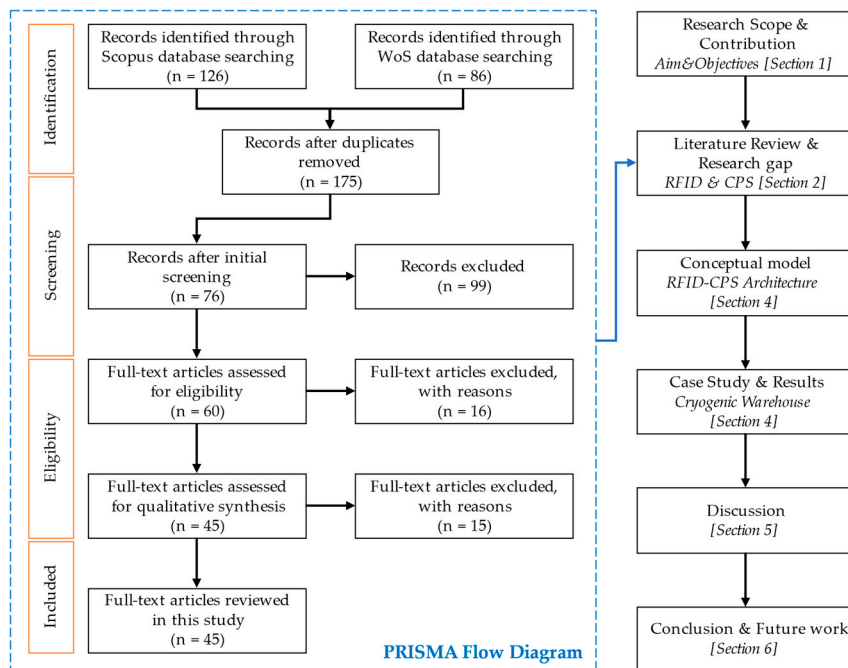 Identification
Records identified through
Scopus database searching
(n = 126)
Records identified through
WoS database searching
(n = 86)
Records after duplicates
removed
(n = 175)
Screening
Records after initial
screening
(n = 76)
Records excluded
(n = 99)
Eligibility
Full-text articles assessed
for eligibility
(n = 60)
Full-text articles excluded,
with reasons
(n = 16)
Full-text articles assessed
for qualitative synthesis
(n = 45)
Full-text articles excluded,
with reasons
(n = 15)
Included
Full-text articles reviewed
in this study
(n = 45)
PRISMA Flow Diagram
Research Scope &
Contribution
Aim&Objectives [Section 1]
Literature Review &
Research gap
RFID & CPS [Section 2]
Conceptual model
RFID-CPS Architecture
[Section 4]
Case Study & Results
Cryogenic Warehouse
[Section 4]
Discussion
[Section 5]
Conclusion & Future work
[Section 6]